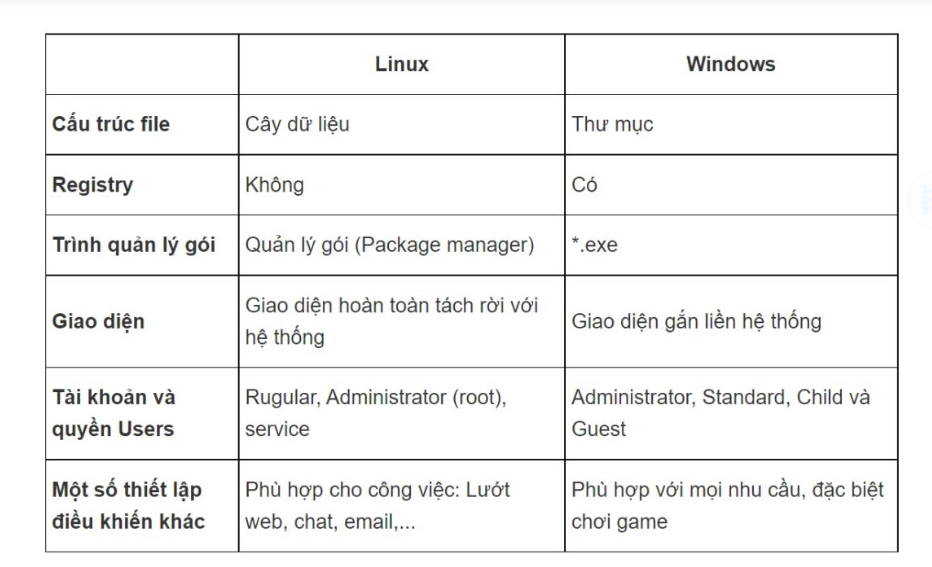 Linux
Windows
Cấu trúc file
Cây dữ liệu
Thư mục
Registry
Không
Có
Trình quản lý gói
Quản lý gói (Package manager)
*.exe
Giao diện
Giao diện hoàn toàn tách rời với
hệ thống
Giao diện gắn liền hệ thống
Tài khoản và
quyền Users
Rugular, Administrator (root),
service
Administrator, Standard, Child và
Guest
Một số thiết lập
điều khiến khác
Phù hợp cho công việc: Lướt
web, chat, email,...
Phù hợp với mọi nhu cầu, đặc biệt
chơi game